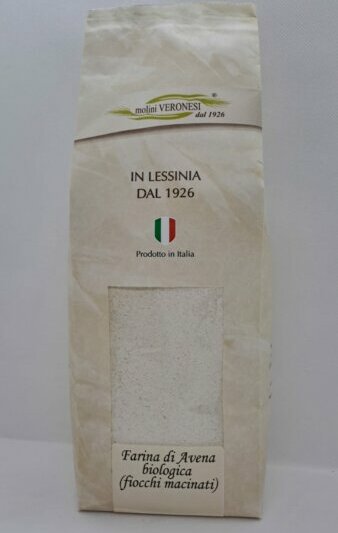 molini VERONESI ®
dal 1926
IN LESSINIA
DAL 1926
Prodotto in Italia
Farina di Avena
biologica
(fiocchi macinati)